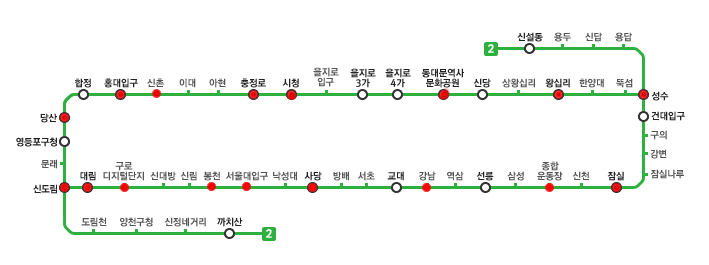 2
신설동
용두
신답
용답
합정
홍대입구
신촌
이대
아현
충정로
시청
을지로
입구
을지로
3가
을지로
4가
동대문역사
문화공원
신당
상왕십리
왕십리
한양대
뚝섬
성수
당산
건대입구
영등포구청
구의
강변
문래
잠실나루
신도림
대림
구로
디지털단지
신대방
신림
봉천
서울대입구
낙성대
사당
방배
서초
교대
강남
역삼
선릉
삼성
종합
운동장
신천
잠실
도림천
양천구청
신정네거리
까치산
2